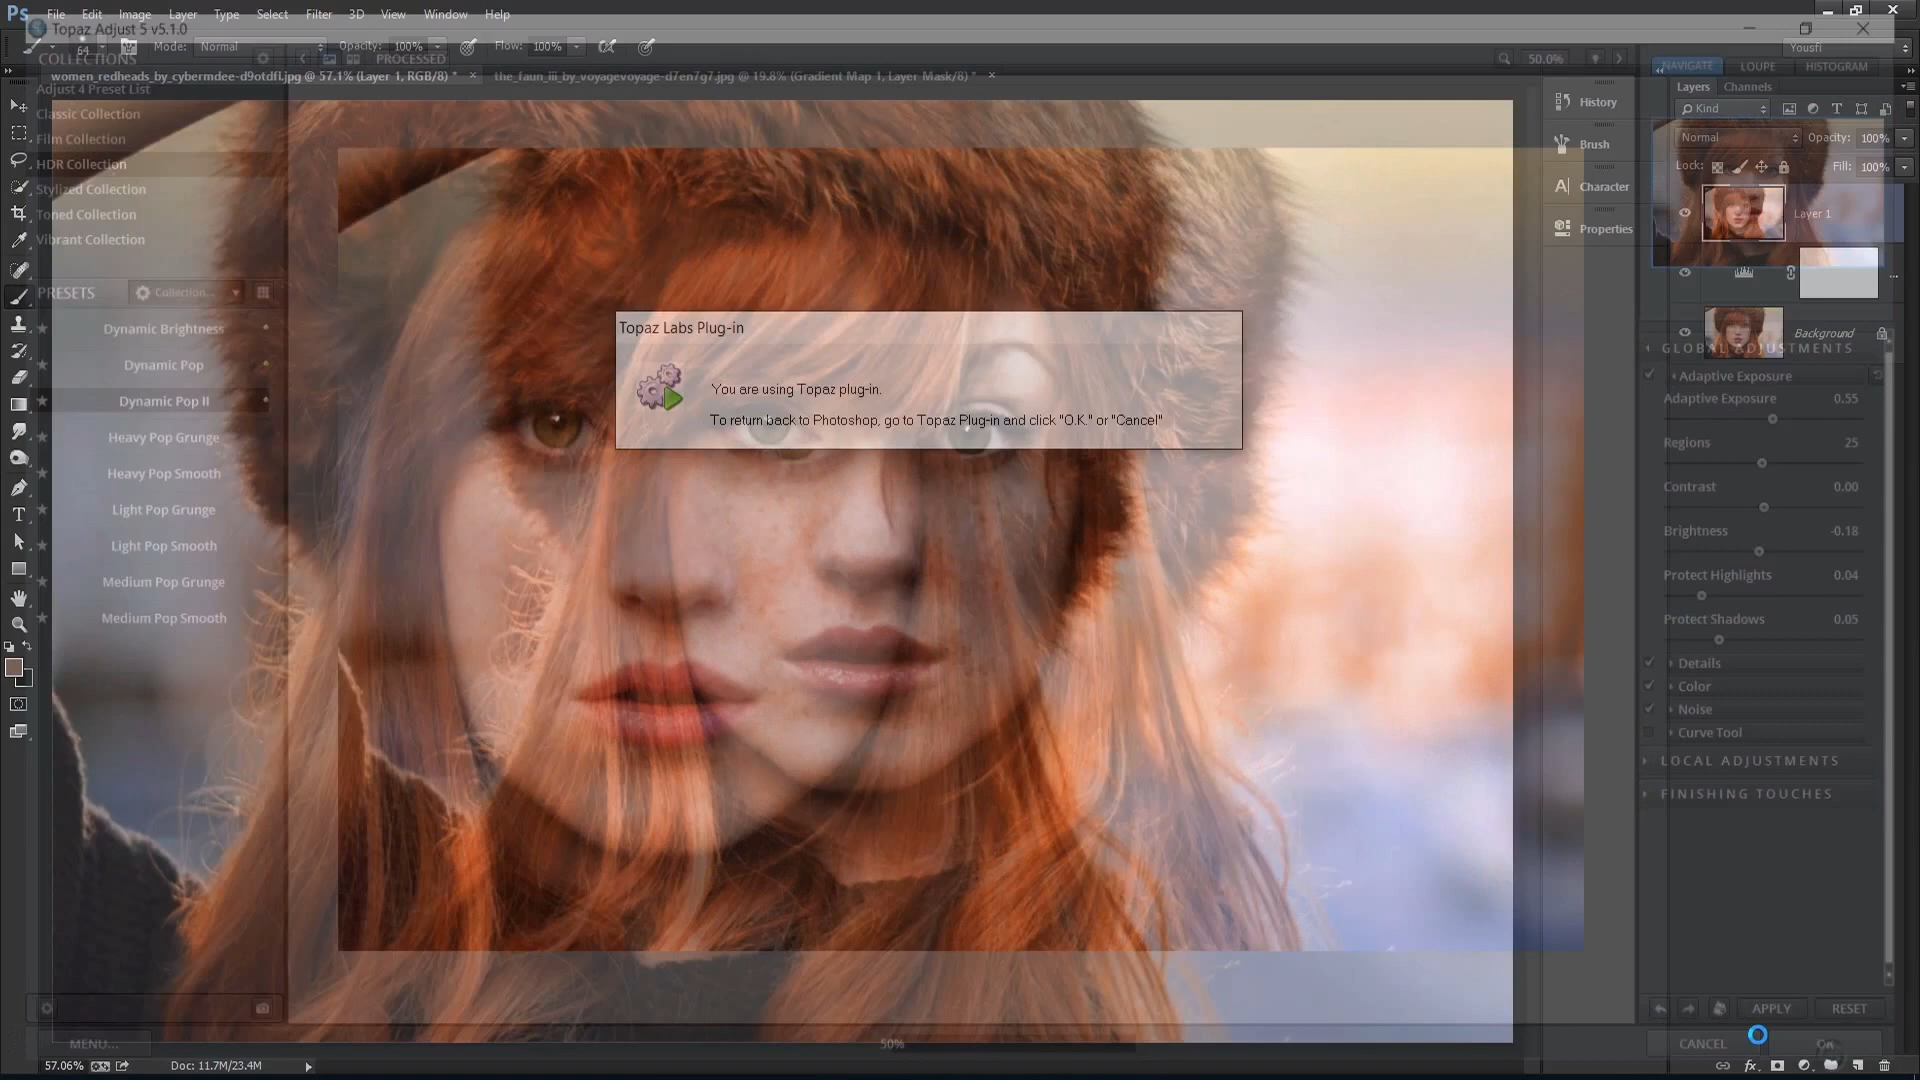 Ps File Edit Image Layer Type Select Filter 3D View Window Help
Topaz Adjust 5 v5.1.0
64 Mode: Normal Opacity: 100% Flow: 100%
Yousfi
COLLECTIONS
PROCESSED
50.0%
NAVIGATE LOUPE HISTOGRAM
women_redheads_by_cybermdee-d9otdfl.jpg @ 57.1% (Layer 1, RGB/8) *
the_faun_iii_by_voyagevoyage-d7en7g7.jpg @ 19.8% (Gradient Map 1, Layer Mask/8) *
Adjust 4 Preset List
Classic Collection
Film Collection
HDR Collection
Stylized Collection
Toned Collection
Vibrant Collection
PRESETS
Collection...
Dynamic Brightness
Dynamic Pop
Dynamic Pop II
Heavy Pop Grunge
Heavy Pop Smooth
Light Pop Grunge
Light Pop Smooth
Medium Pop Grunge
Medium Pop Smooth
Topaz Labs Plug-in
You are using Topaz plug-in.
To return back to Photoshop, go to Topaz Plug-in and click "O.K." or "Cancel"
History
Brush
Character
Properties
Layers Channels
Kind
Normal Opacity: 100%
Lock: Fill: 100%
Layer 1
Background
GLOBAL ADJUSTMENTS
Adaptive Exposure
Adaptive Exposure 0.55
Regions 25
Contrast 0.00
Brightness -0.18
Protect Highlights 0.04
Protect Shadows 0.05
Details
Color
Noise
Curve Tool
LOCAL ADJUSTMENTS
FINISHING TOUCHES
APPLY RESET
MENU...
50%
CANCEL OK
57.06% Doc: 11.7M/23.4M
fx